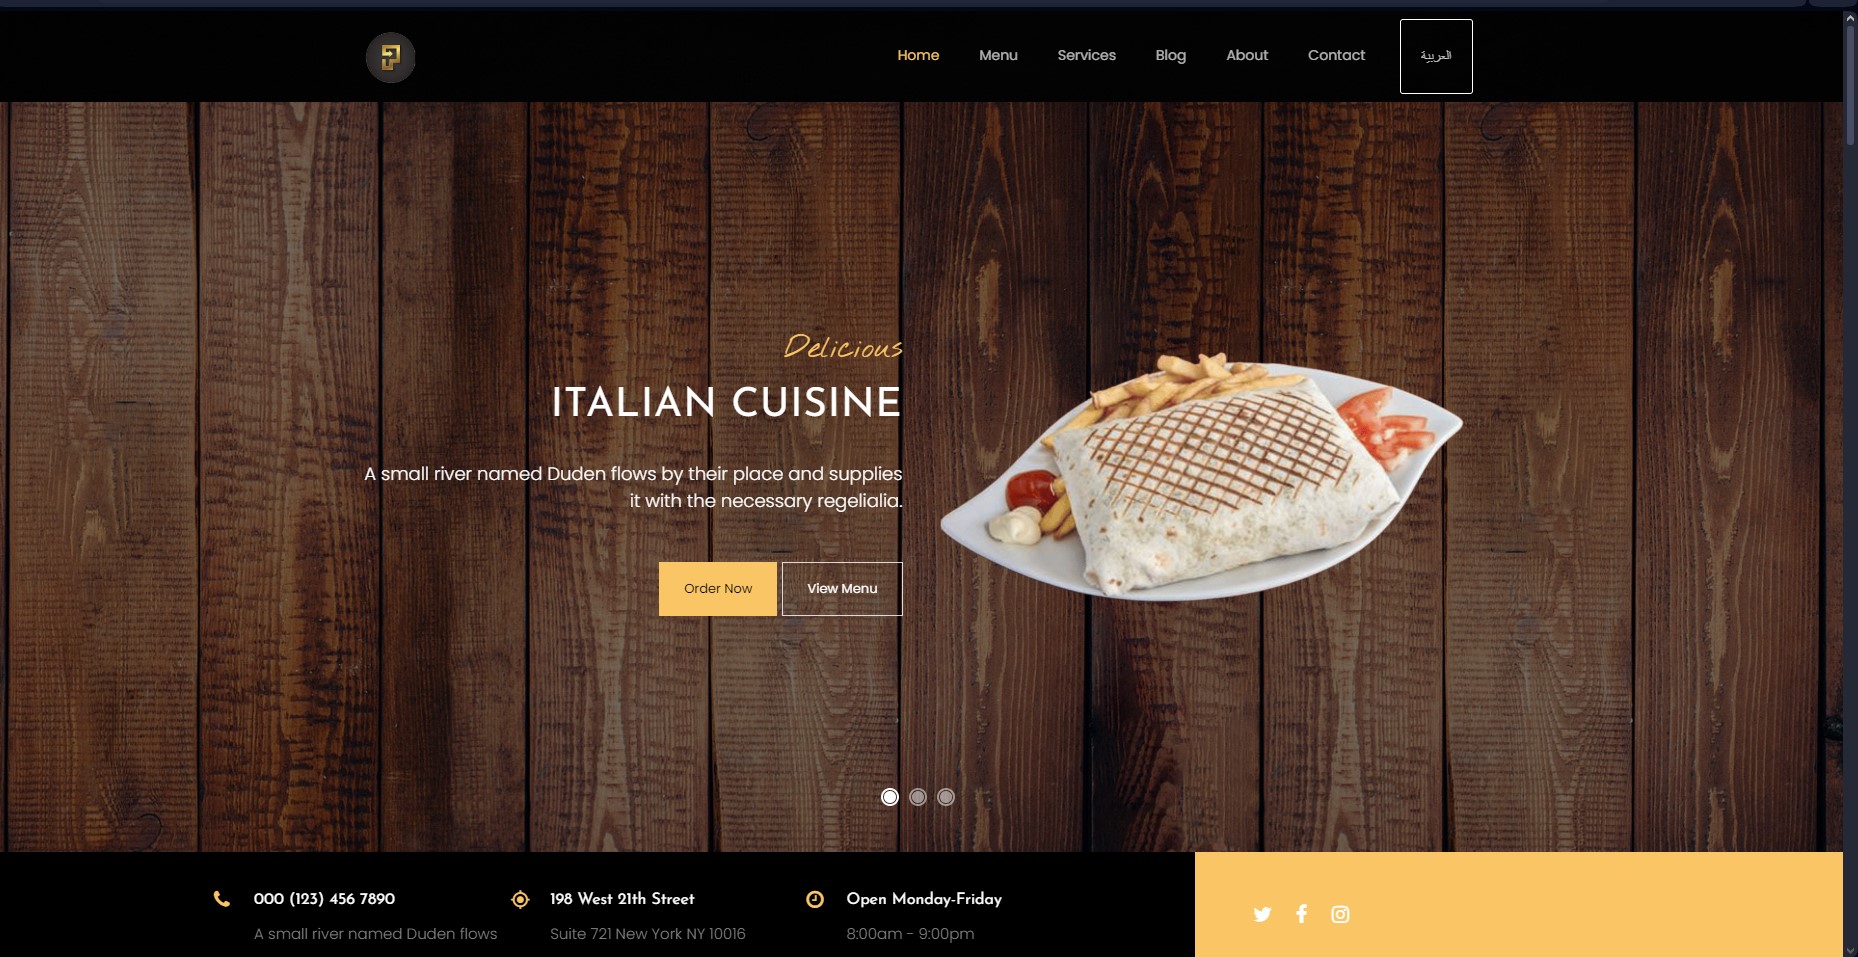 Home Menu Services Blog About Contact العربية
Delicious
ITALIAN CUISINE
A small river named Duden flows by their place and supplies
it with the necessary regelialia.
Order Now View Menu
000 (123) 456 7890
A small river named Duden flows
198 West 21th Street
Suite 721 New York NY 10016
Open Monday-Friday
8:00am - 9:00pm